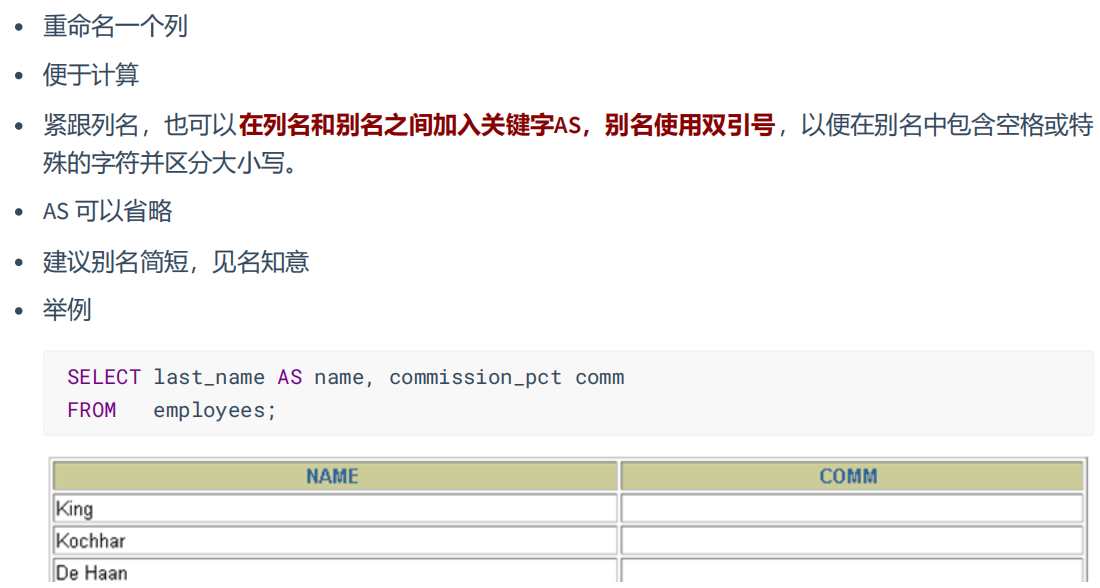 重命名一个列
便于计算
紧跟列名，也可以在列名和别名之间加入关键字AS，别名使用双引号，以便在别名中包含空格或特
殊的字符并区分大小写。
AS 可以省略
建议别名简短，见名知意
举例
SELECT last_name AS name, commission_pct comm
FROM employees;
NAME COMM
King
Kochhar
De Haan